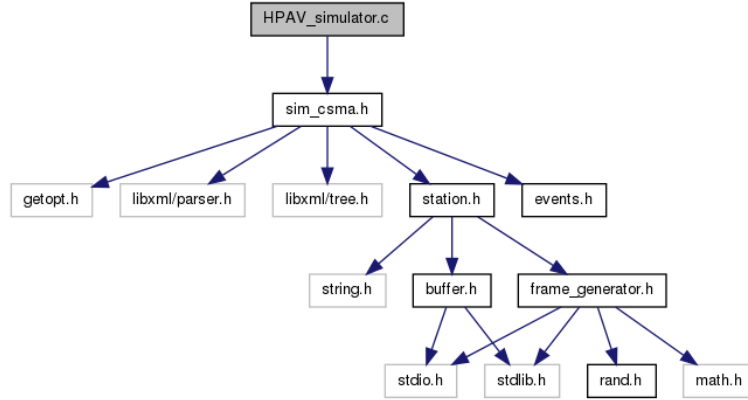 HPAV_simulator.c
sim_csma.h
getopt.h
libxml/parser.h
libxml/tree.h
station.h
events.h
string.h
buffer.h
frame_generator.h
stdio.h
stdlib.h
rand.h
math.h